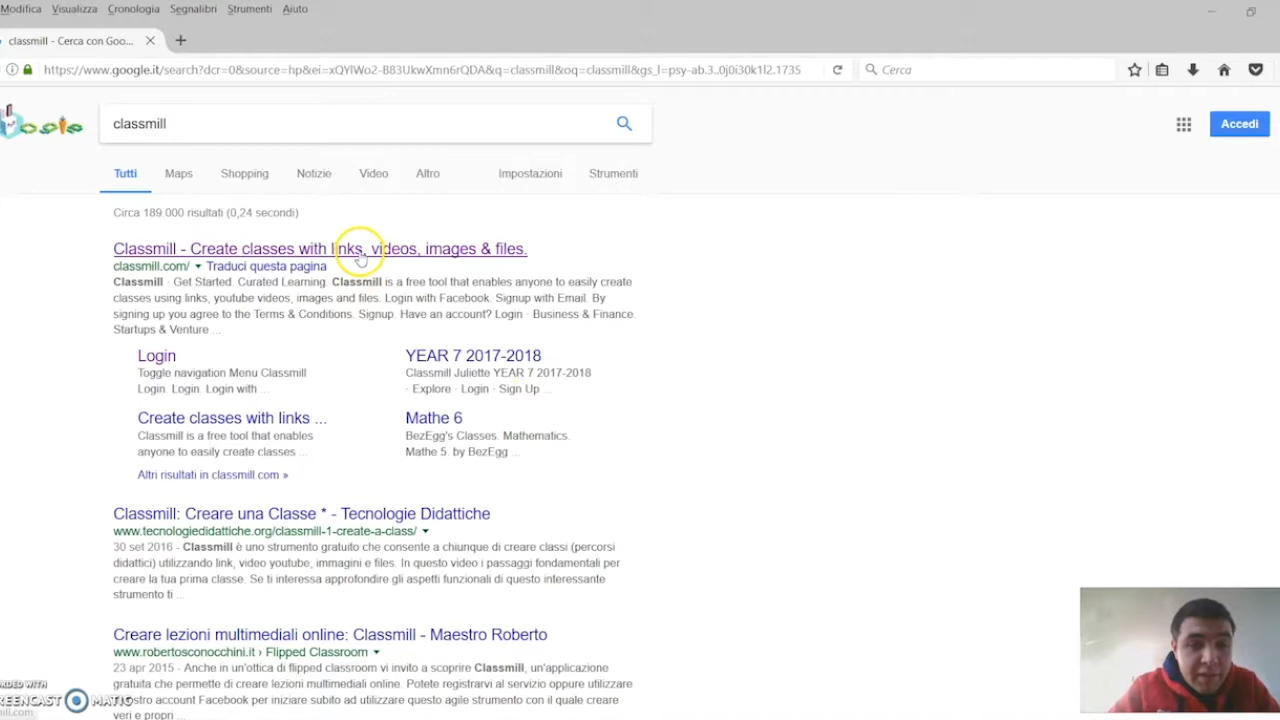 Modifica Visualizza Cronologia Segnalibri Strumenti Aiuto
classmill - Cerca con Goo...
https://www.google.it/search?dcr=0&source=hp&ei=xQYlWo2-B83UkwXmn6rQDA&q=classmill&oq=classmill&gs_l=psy-ab.3..0j0i30k1l2.1735
Cerca
classmill
Accedi
Tutti Maps Shopping Notizie Video Altro Impostazioni Strumenti
Circa 189.000 risultati (0,24 secondi)
Classmill - Create classes with links, videos, images & files.
classmill.com/ Traduci questa pagina
Classmill · Get Started. Curated Learning. Classmill is a free tool that enables anyone to easily create
classes using links, youtube videos, images and files. Login with Facebook. Signup with Email. By
signing up you agree to the Terms & Conditions. Signup. Have an account? Login · Business & Finance.
Startups & Venture ...
Login
Toggle navigation Menu Classmill
Login. Login. Login with ...
YEAR 7 2017-2018
Classmill Juliette YEAR 7 2017-2018
· Explore · Login · Sign Up ...
Create classes with links ...
Classmill is a free tool that enables
anyone to easily create classes ...
Mathe 6
BezEgg's Classes. Mathematics.
Mathe 5. by BezEgg ...
Altri risultati in classmill.com »
Classmill: Creare una Classe * - Tecnologie Didattiche
www.tecnologiedidattiche.org/classmill-1-create-a-class/
30 set 2016 - Classmill è uno strumento gratuito che consente a chiunque di creare classi (percorsi
didattici) utilizzando link, video youtube, immagini e files. In questo video i passaggi fondamentali per
creare la tua prima classe. Se ti interessa approfondire gli aspetti funzionali di questo interessante
strumento ti ...
Creare lezioni multimediali online: Classmill - Maestro Roberto
www.robertosconocchini.it › Flipped Classroom
23 apr 2015 - Anche in un'ottica di flipped classroom vi invito a scoprire Classmill, un'applicazione
gratuita che permette di creare lezioni multimediali online. Potete registrarvi al servizio oppure utilizzare
ostro account Facebook per iniziare subito ad utilizzare questo agile strumento con il quale creare
veri e propri ...
RDED WITH
REENCAST MATIC
ill.com